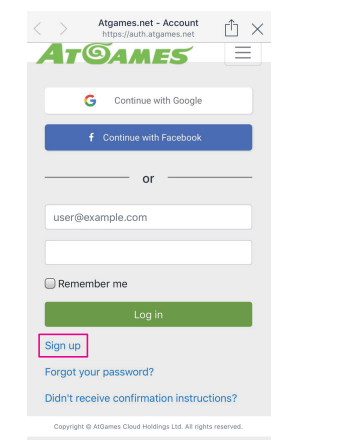 Atgames.net - Account
https://auth.atgames.net
ATGAMES
Continue with Google
f Continue with Facebook
or
user@example.com
Remember me
Log in
Sign up
Forgot your password?
Didn't receive confirmation instructions?
Copyright @ AtGames Cloud Holdings Ltd. All rights reserved.